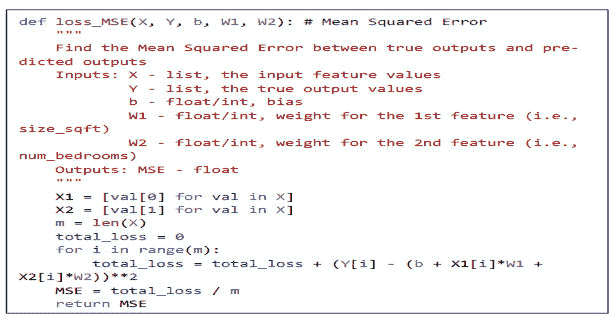 def loss_MSE(X, Y, b, W1, W2): # Mean Squared Error
    """
    Find the Mean Squared Error between true outputs and pre-
dicted outputs
    Inputs: X - list, the input feature values
            Y - list, the true output values
            b - float/int, bias
            W1 - float/int, weight for the 1st feature (i.e.,
size_sqft)
            W2 - float/int, weight for the 2nd feature (i.e.,
num_bedrooms)
    Outputs: MSE - float
    """
    X1 = [val[0] for val in X]
    X2 = [val[1] for val in X]
    m = len(X)
    total_loss = 0
    for i in range(m):
        total_loss = total_loss + (Y[i] - (b + X1[i]*W1 +
X2[i]*W2))**2
    MSE = total_loss / m
    return MSE